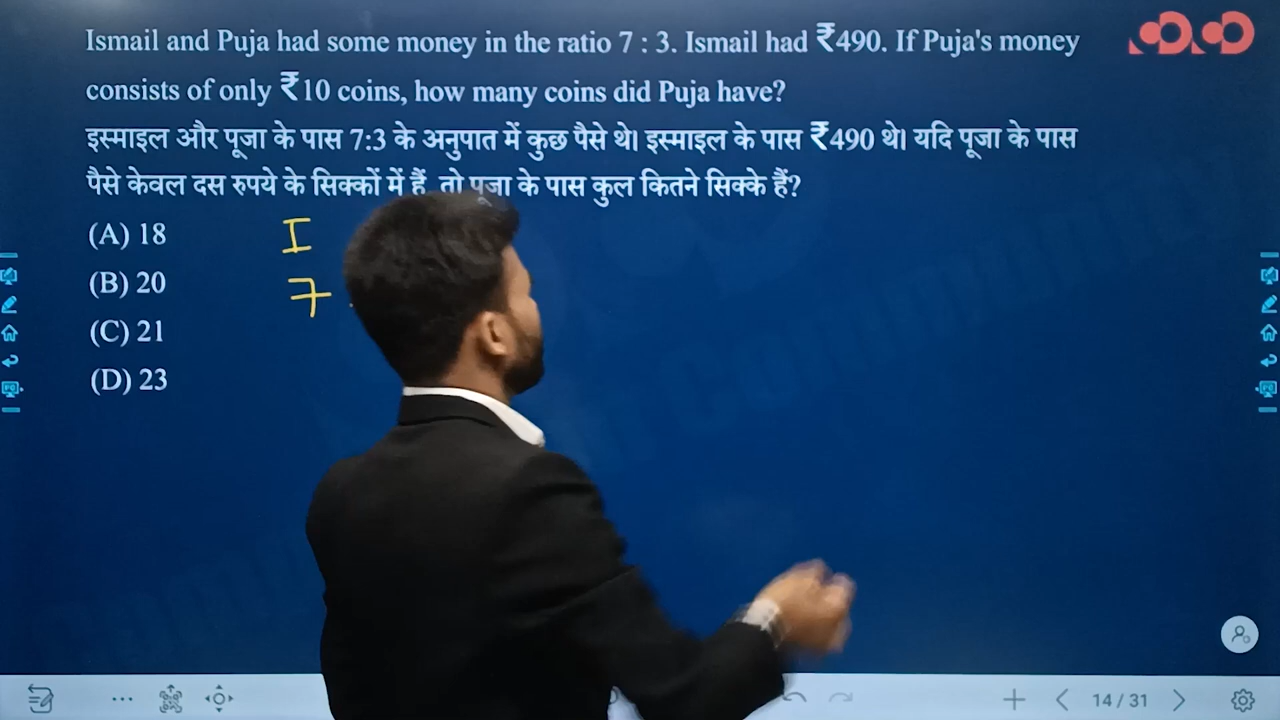 Ismail and Puja had some money in the ratio 7 : 3. Ismail had ₹490. If Puja's money
consists of only ₹10 coins, how many coins did Puja have?
इस्माइल और पूजा के पास 7:3 के अनुपात में कुछ पैसे थे। इस्माइल के पास ₹490 थे। यदि पूजा के पास
पैसे केवल दस रुपये के सिक्कों में हैं, तो पूजा के पास कुल कितने सिक्के हैं?
(A) 18
I
(B) 20
7
(C) 21
(D) 23
14 / 31